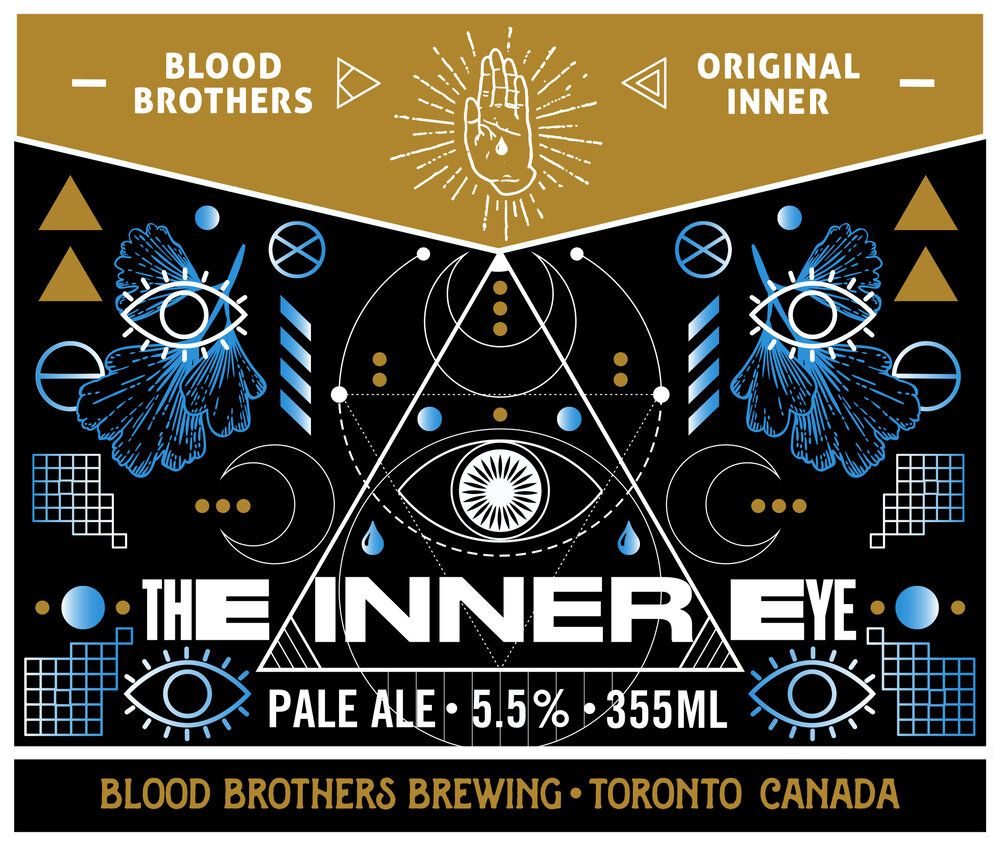 BLOOD
BROTHERS
ORIGINAL
INNER
THE INNER EYE
PALE ALE • 5.5% • 355ML
BLOOD BROTHERS BREWING • TORONTO CANADA